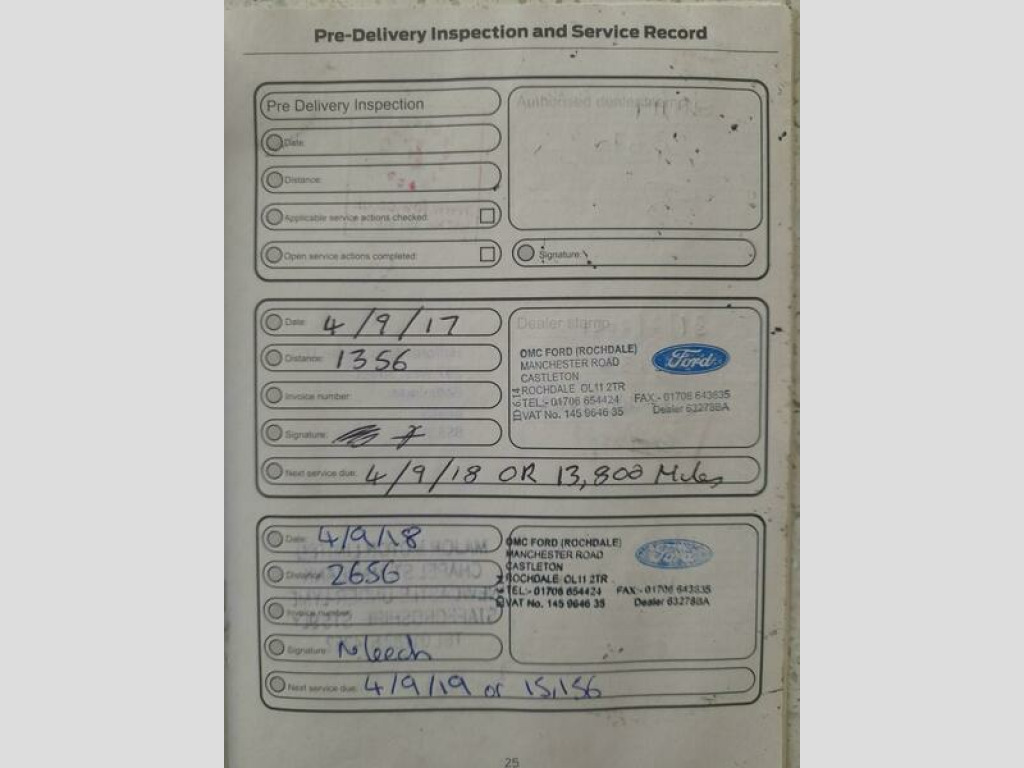 Pre-Delivery Inspection and Service Record
Pre Delivery Inspection
Date:
Distance:
Applicable service actions checked:
Open service actions completed:
Authorised dealer stamp
Signature:
Date: 4/9/17
Distance: 1356
Invoice number:
Signature:
Next service due: 4/9/18 OR 13,800 Miles
Dealer stamp
OMC FORD (ROCHDALE)
MANCHESTER ROAD
CASTLETON
ROCHDALE OL11 2TR
TEL:- 01706 654424 FAX:- 01706 643835
VAT No. 145 9646 35 Dealer 63278BA
Ford
Date: 4/9/18
Distance: 2656
Invoice number:
Signature: N Leech
Next service due: 4/9/19 or 15,156
OMC FORD (ROCHDALE)
MANCHESTER ROAD
CASTLETON
ROCHDALE OL11 2TR
TEL:- 01706 654424 FAX:- 01706 643835
VAT No. 145 9646 35 Dealer 63278BA
Ford
25